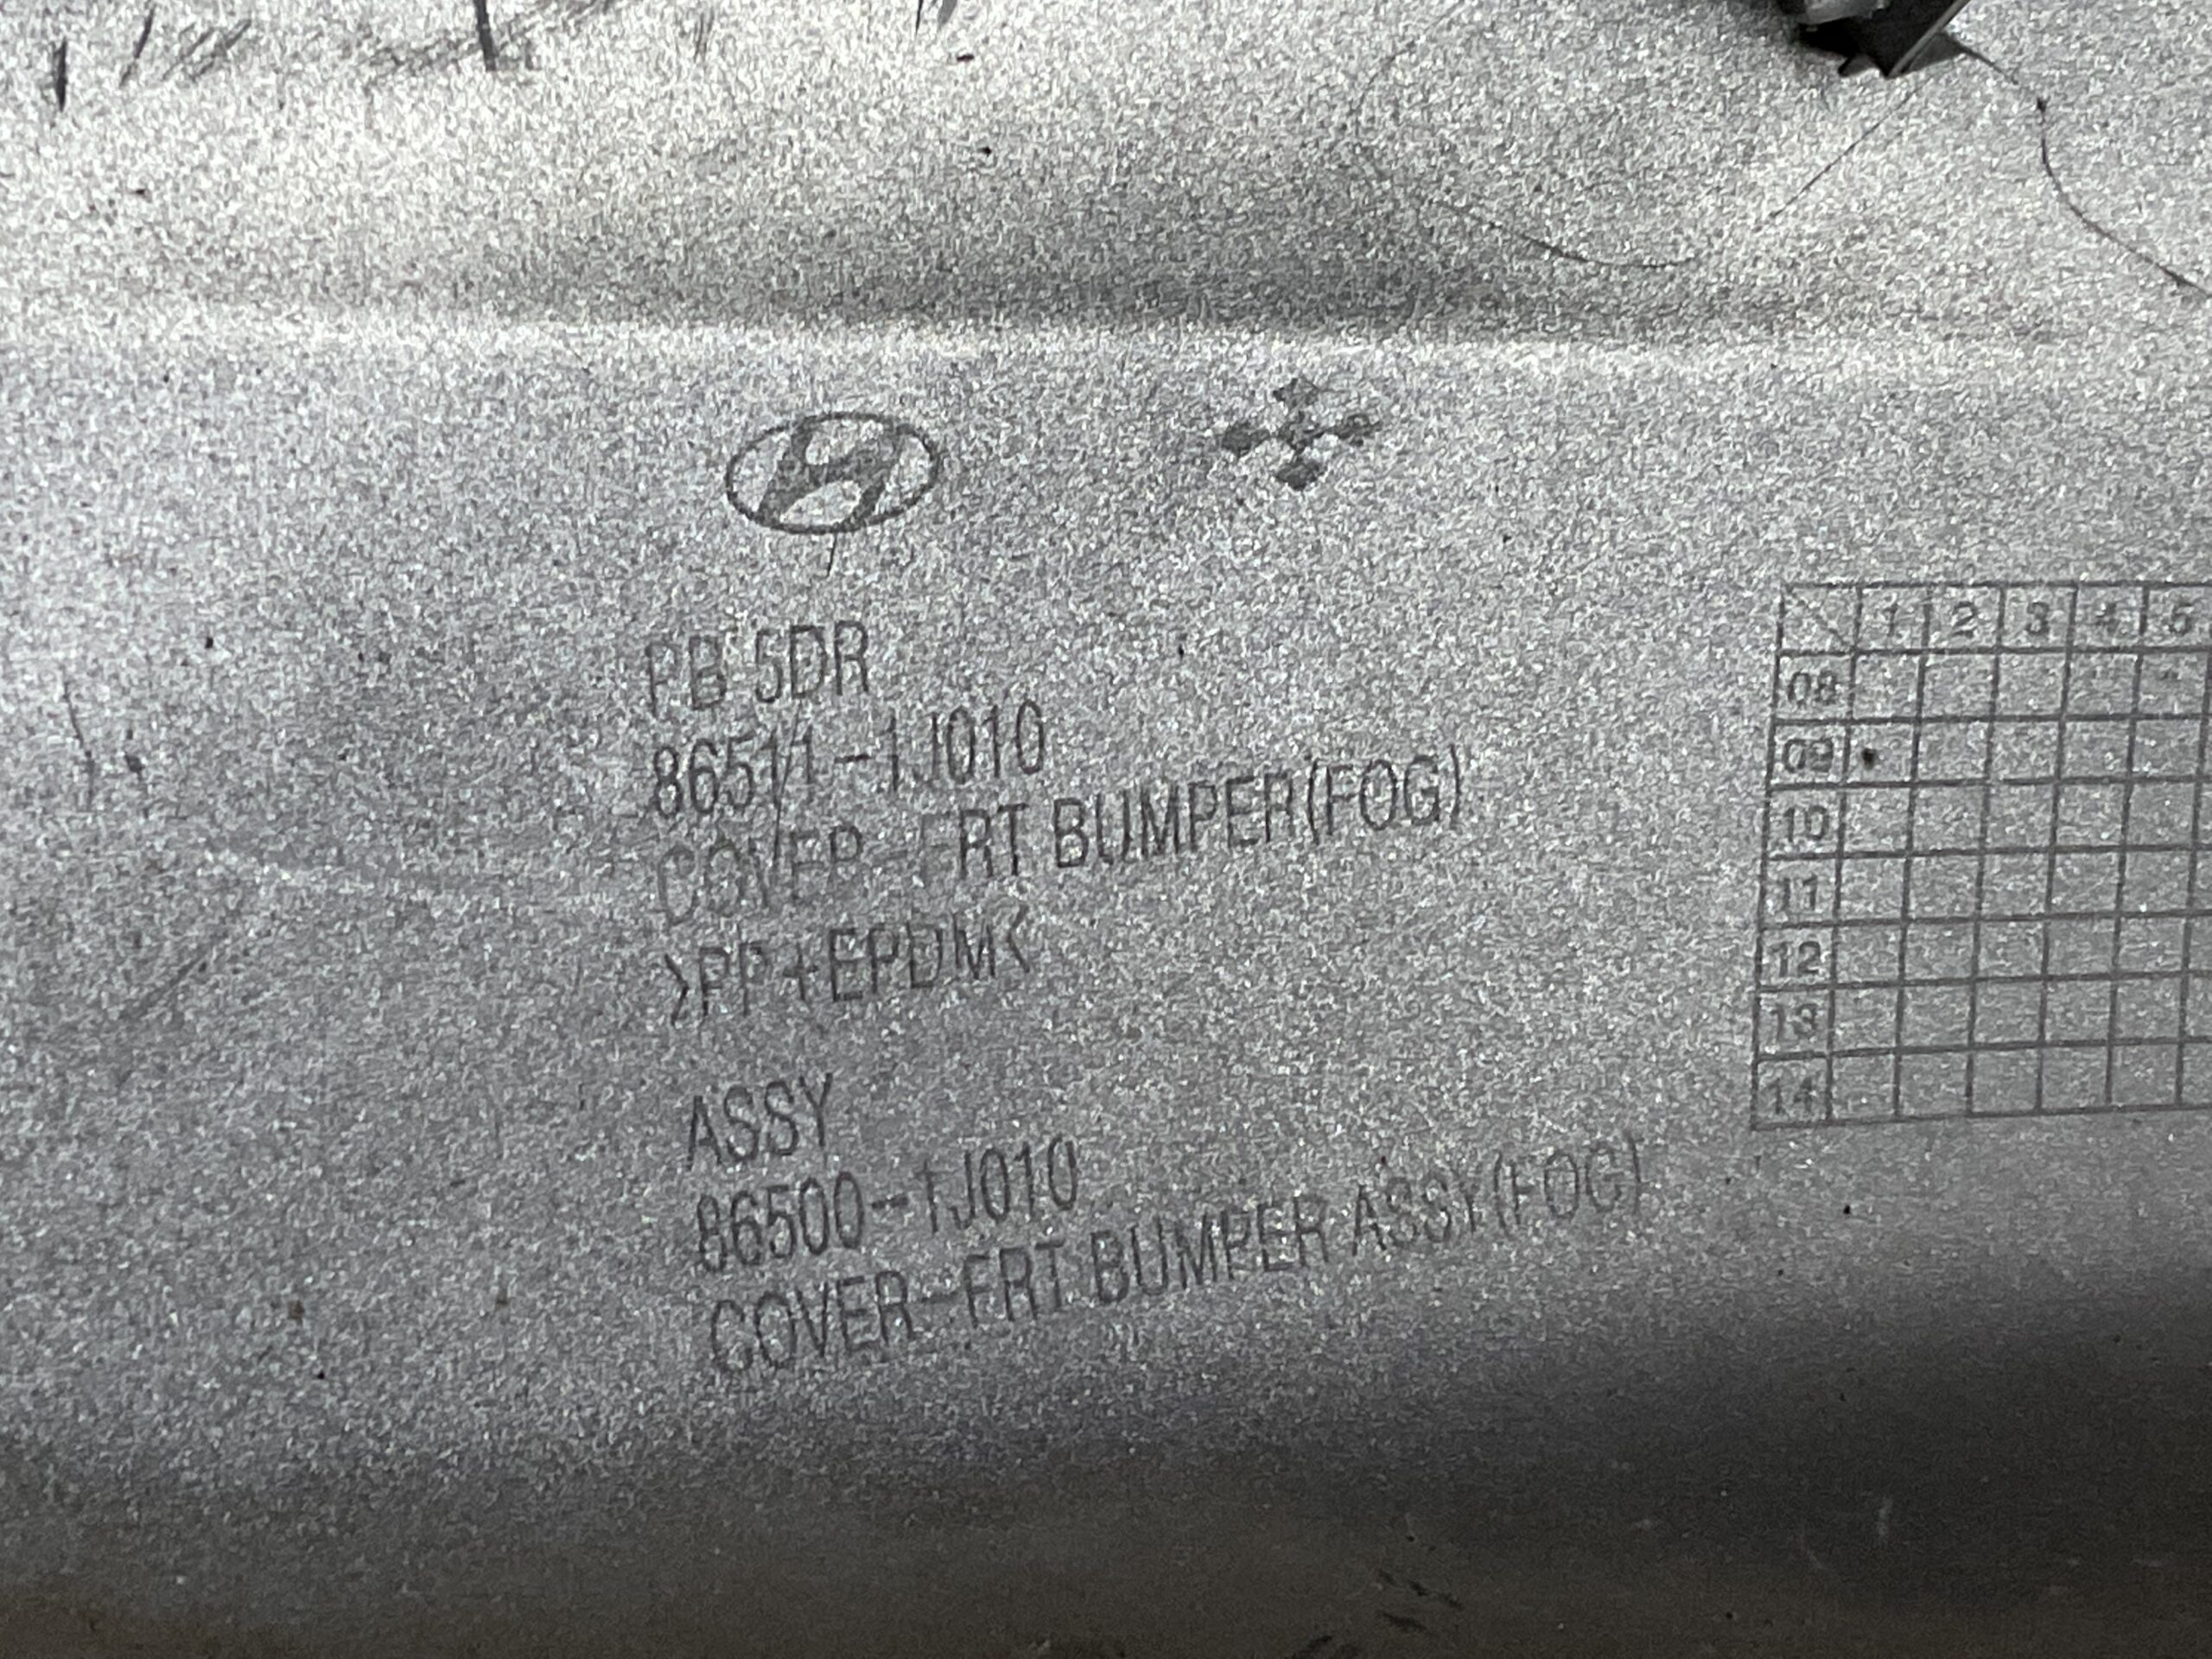 PB 5DR
86511-1J010
COVER-FRT BUMPER(FOG)
>PP+EPDM<
ASSY
86500-1J010
COVER-FRT BUMPER ASSY(FOG)
1 2 3 4 5
08
09
10
11
12
13
14